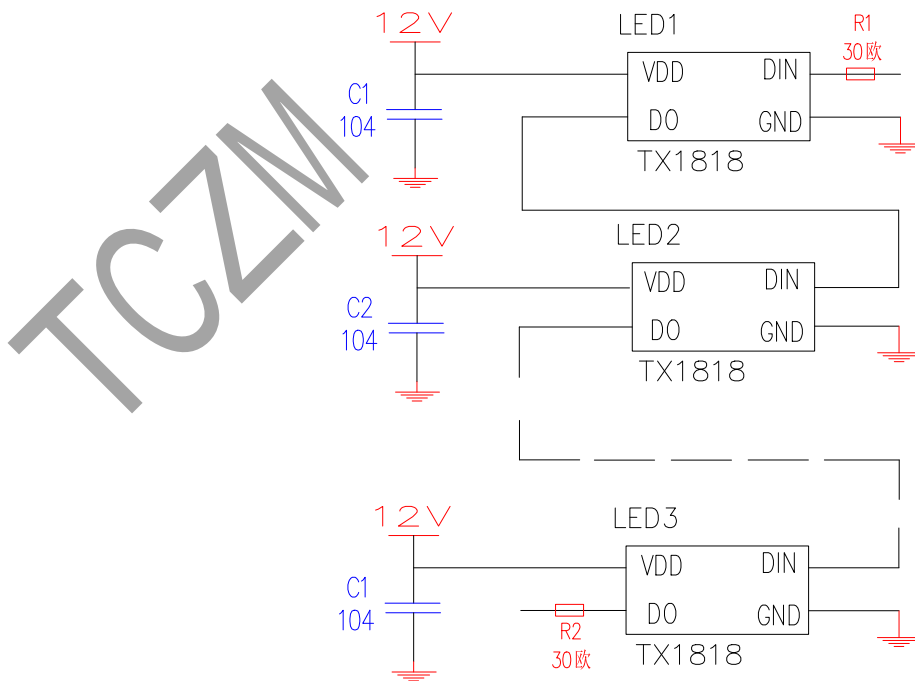 TCZM
12V
LED1
R1
30欧
C1
104
VDD
DIN
DO
GND
TX1818
12V
LED2
C2
104
VDD
DIN
DO
GND
TX1818
12V
LED3
C1
104
VDD
DIN
DO
GND
R2
30欧
TX1818